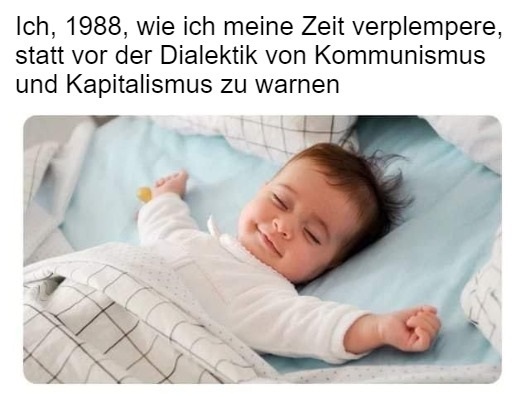 Ich, 1988, wie ich meine Zeit verplempere,
statt vor der Dialektik von Kommunismus
und Kapitalismus zu warnen